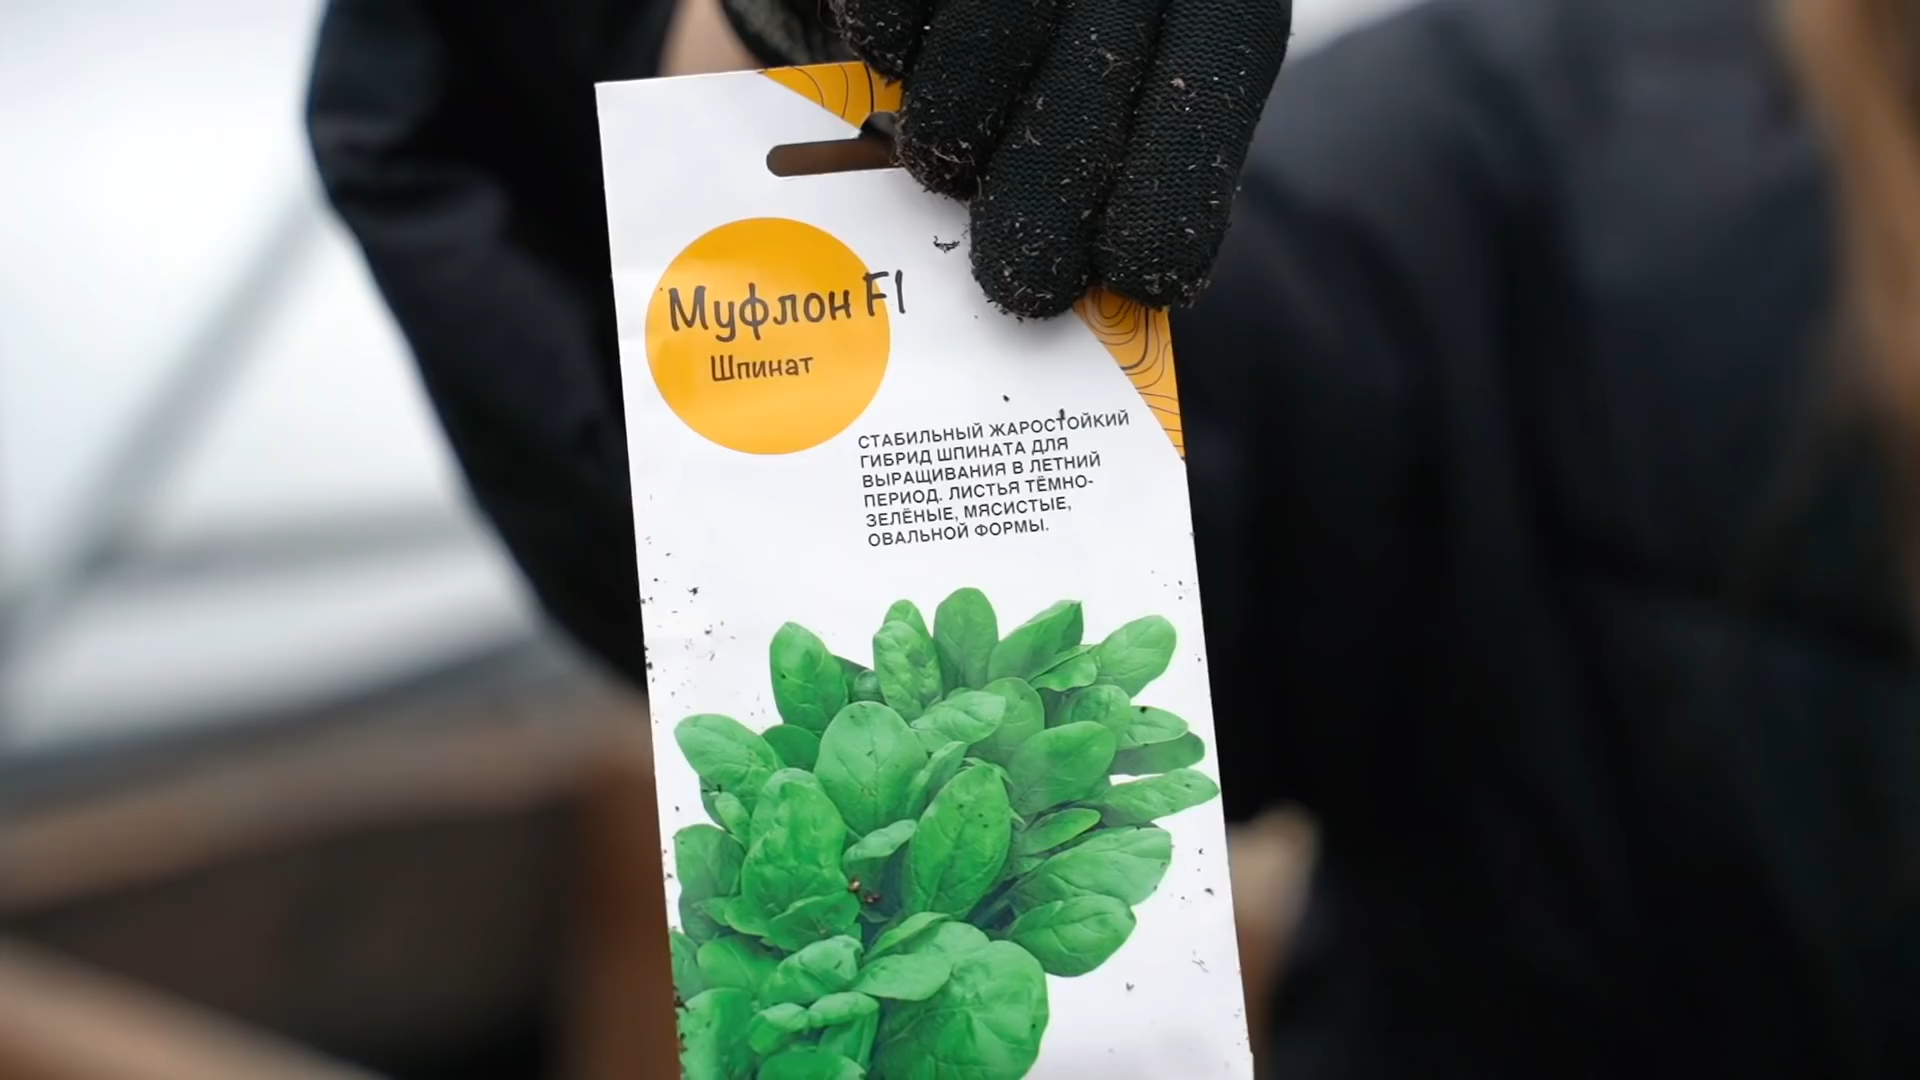 Муфлон F1
Шпинат
СТАБИЛЬНЫЙ ЖАРОСТОЙКИЙ
ГИБРИД ШПИНАТА ДЛЯ
ВЫРАЩИВАНИЯ В ЛЕТНИЙ
ПЕРИОД. ЛИСТЬЯ ТЁМНО-
ЗЕЛЁНЫЕ, МЯСИСТЫЕ,
ОВАЛЬНОЙ ФОРМЫ.